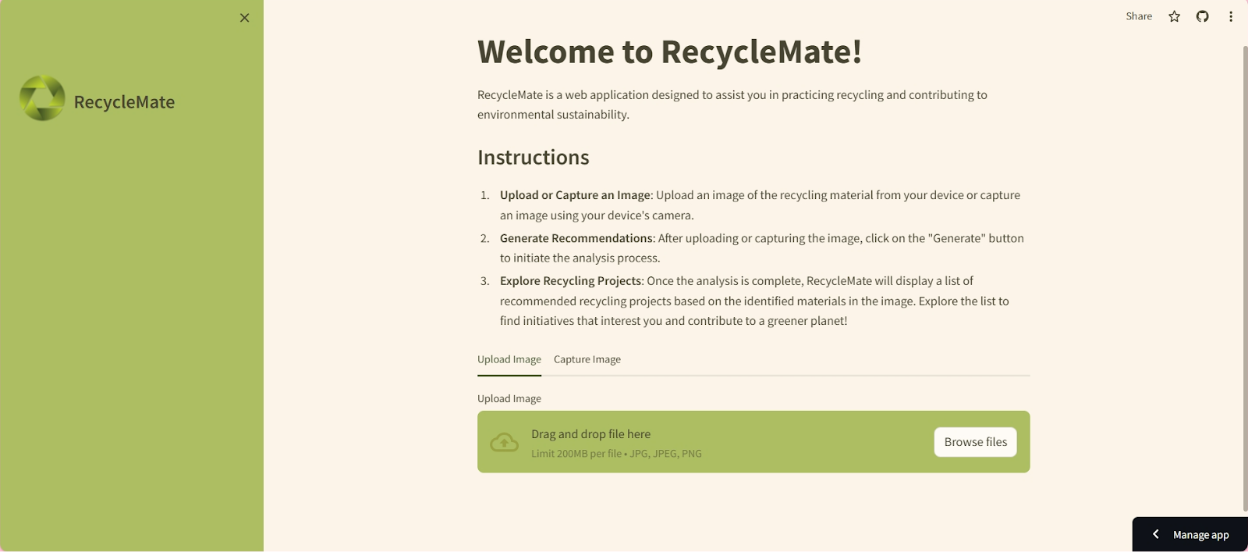 Share
RecycleMate
Welcome to RecycleMate!
RecycleMate is a web application designed to assist you in practicing recycling and contributing to
environmental sustainability.
Instructions
1. Upload or Capture an Image: Upload an image of the recycling material from your device or capture
an image using your device's camera.
2. Generate Recommendations: After uploading or capturing the image, click on the "Generate" button
to initiate the analysis process.
3. Explore Recycling Projects: Once the analysis is complete, RecycleMate will display a list of
recommended recycling projects based on the identified materials in the image. Explore the list to
find initiatives that interest you and contribute to a greener planet!
Upload Image Capture Image
Upload Image
Drag and drop file here
Limit 200MB per file • JPG, JPEG, PNG
Browse files
Manage app